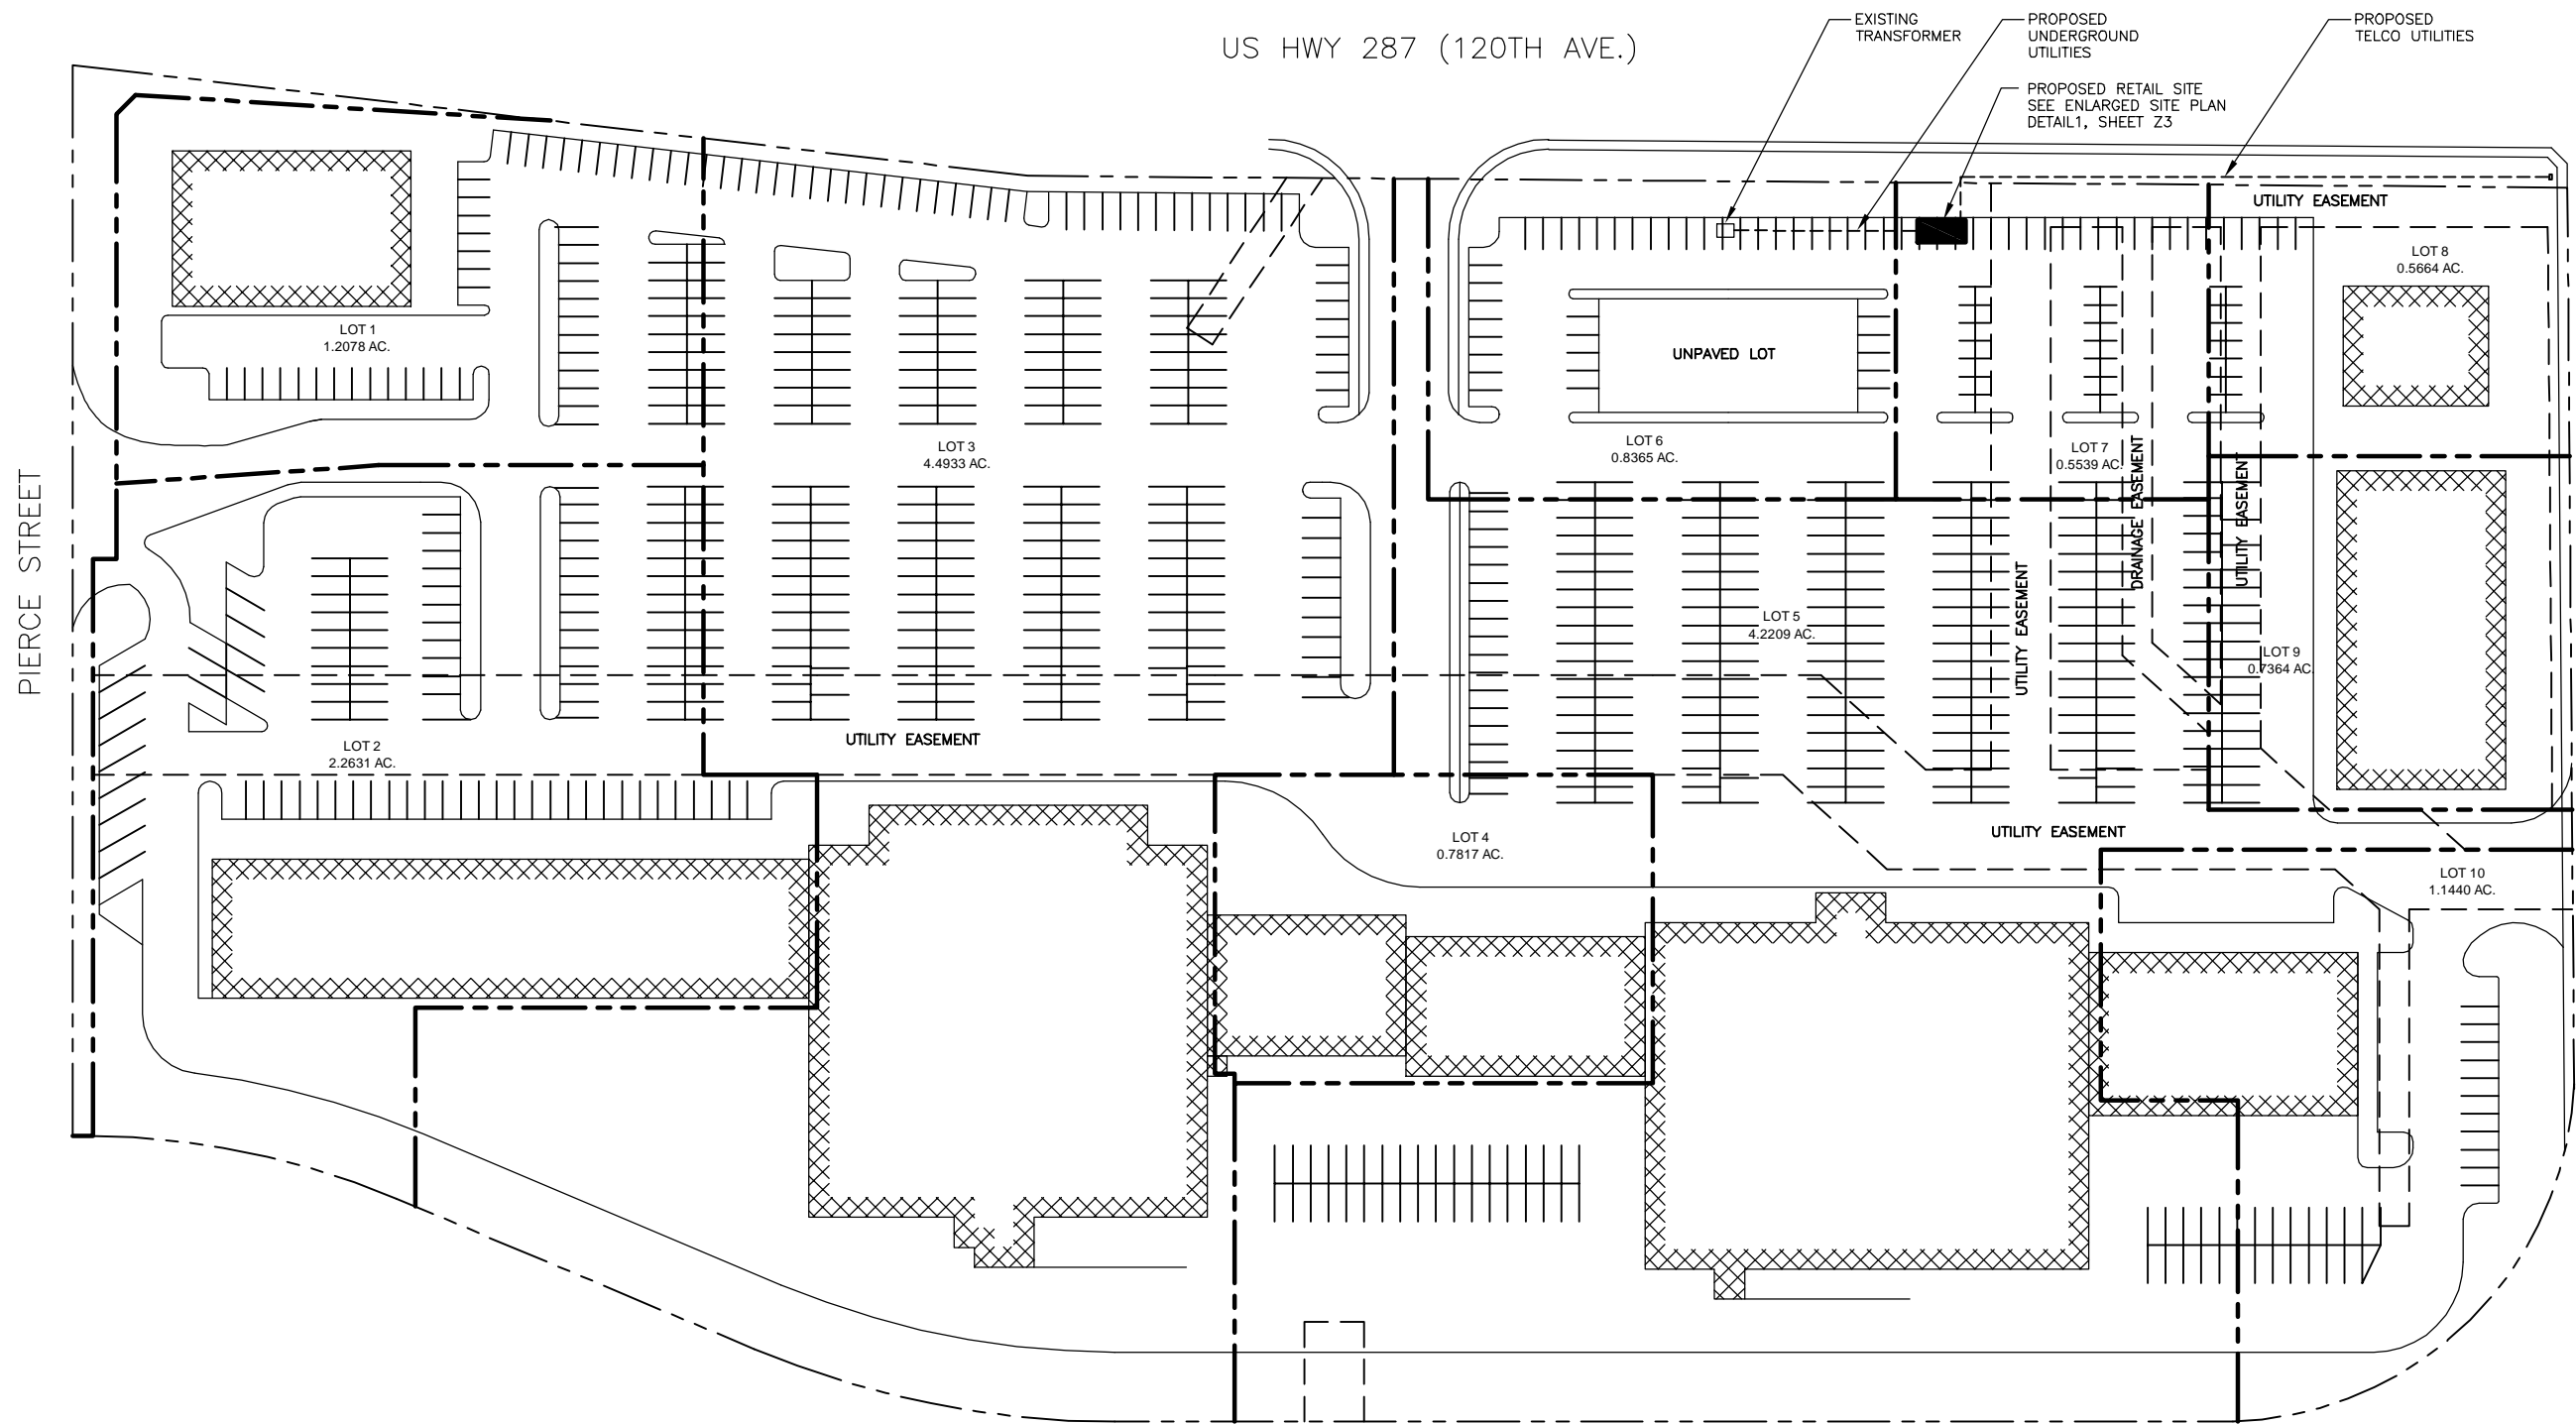 US HWY 287 (120TH AVE.)
EXISTING
TRANSFORMER
PROPOSED
UNDERGROUND
UTILITIES
PROPOSED
TELCO UTILITIES
PROPOSED RETAIL SITE
SEE ENLARGED SITE PLAN
DETAIL1, SHEET Z3
UTILITY EASEMENT
LOT 8
0.5664 AC.
LOT 1
1.2078 AC.
UNPAVED LOT
LOT 3
4.4933 AC.
LOT 6
0.8365 AC.
LOT 7
0.5539 AC.
DRAINAGE EASEMENT
UTILITY EASEMENT
PIERCE STREET
UTILITY EASEMENT
LOT 5
4.2209 AC.
LOT 9
0.7364 AC.
LOT 2
2.2631 AC.
UTILITY EASEMENT
LOT 4
0.7817 AC.
UTILITY EASEMENT
LOT 10
1.1440 AC.